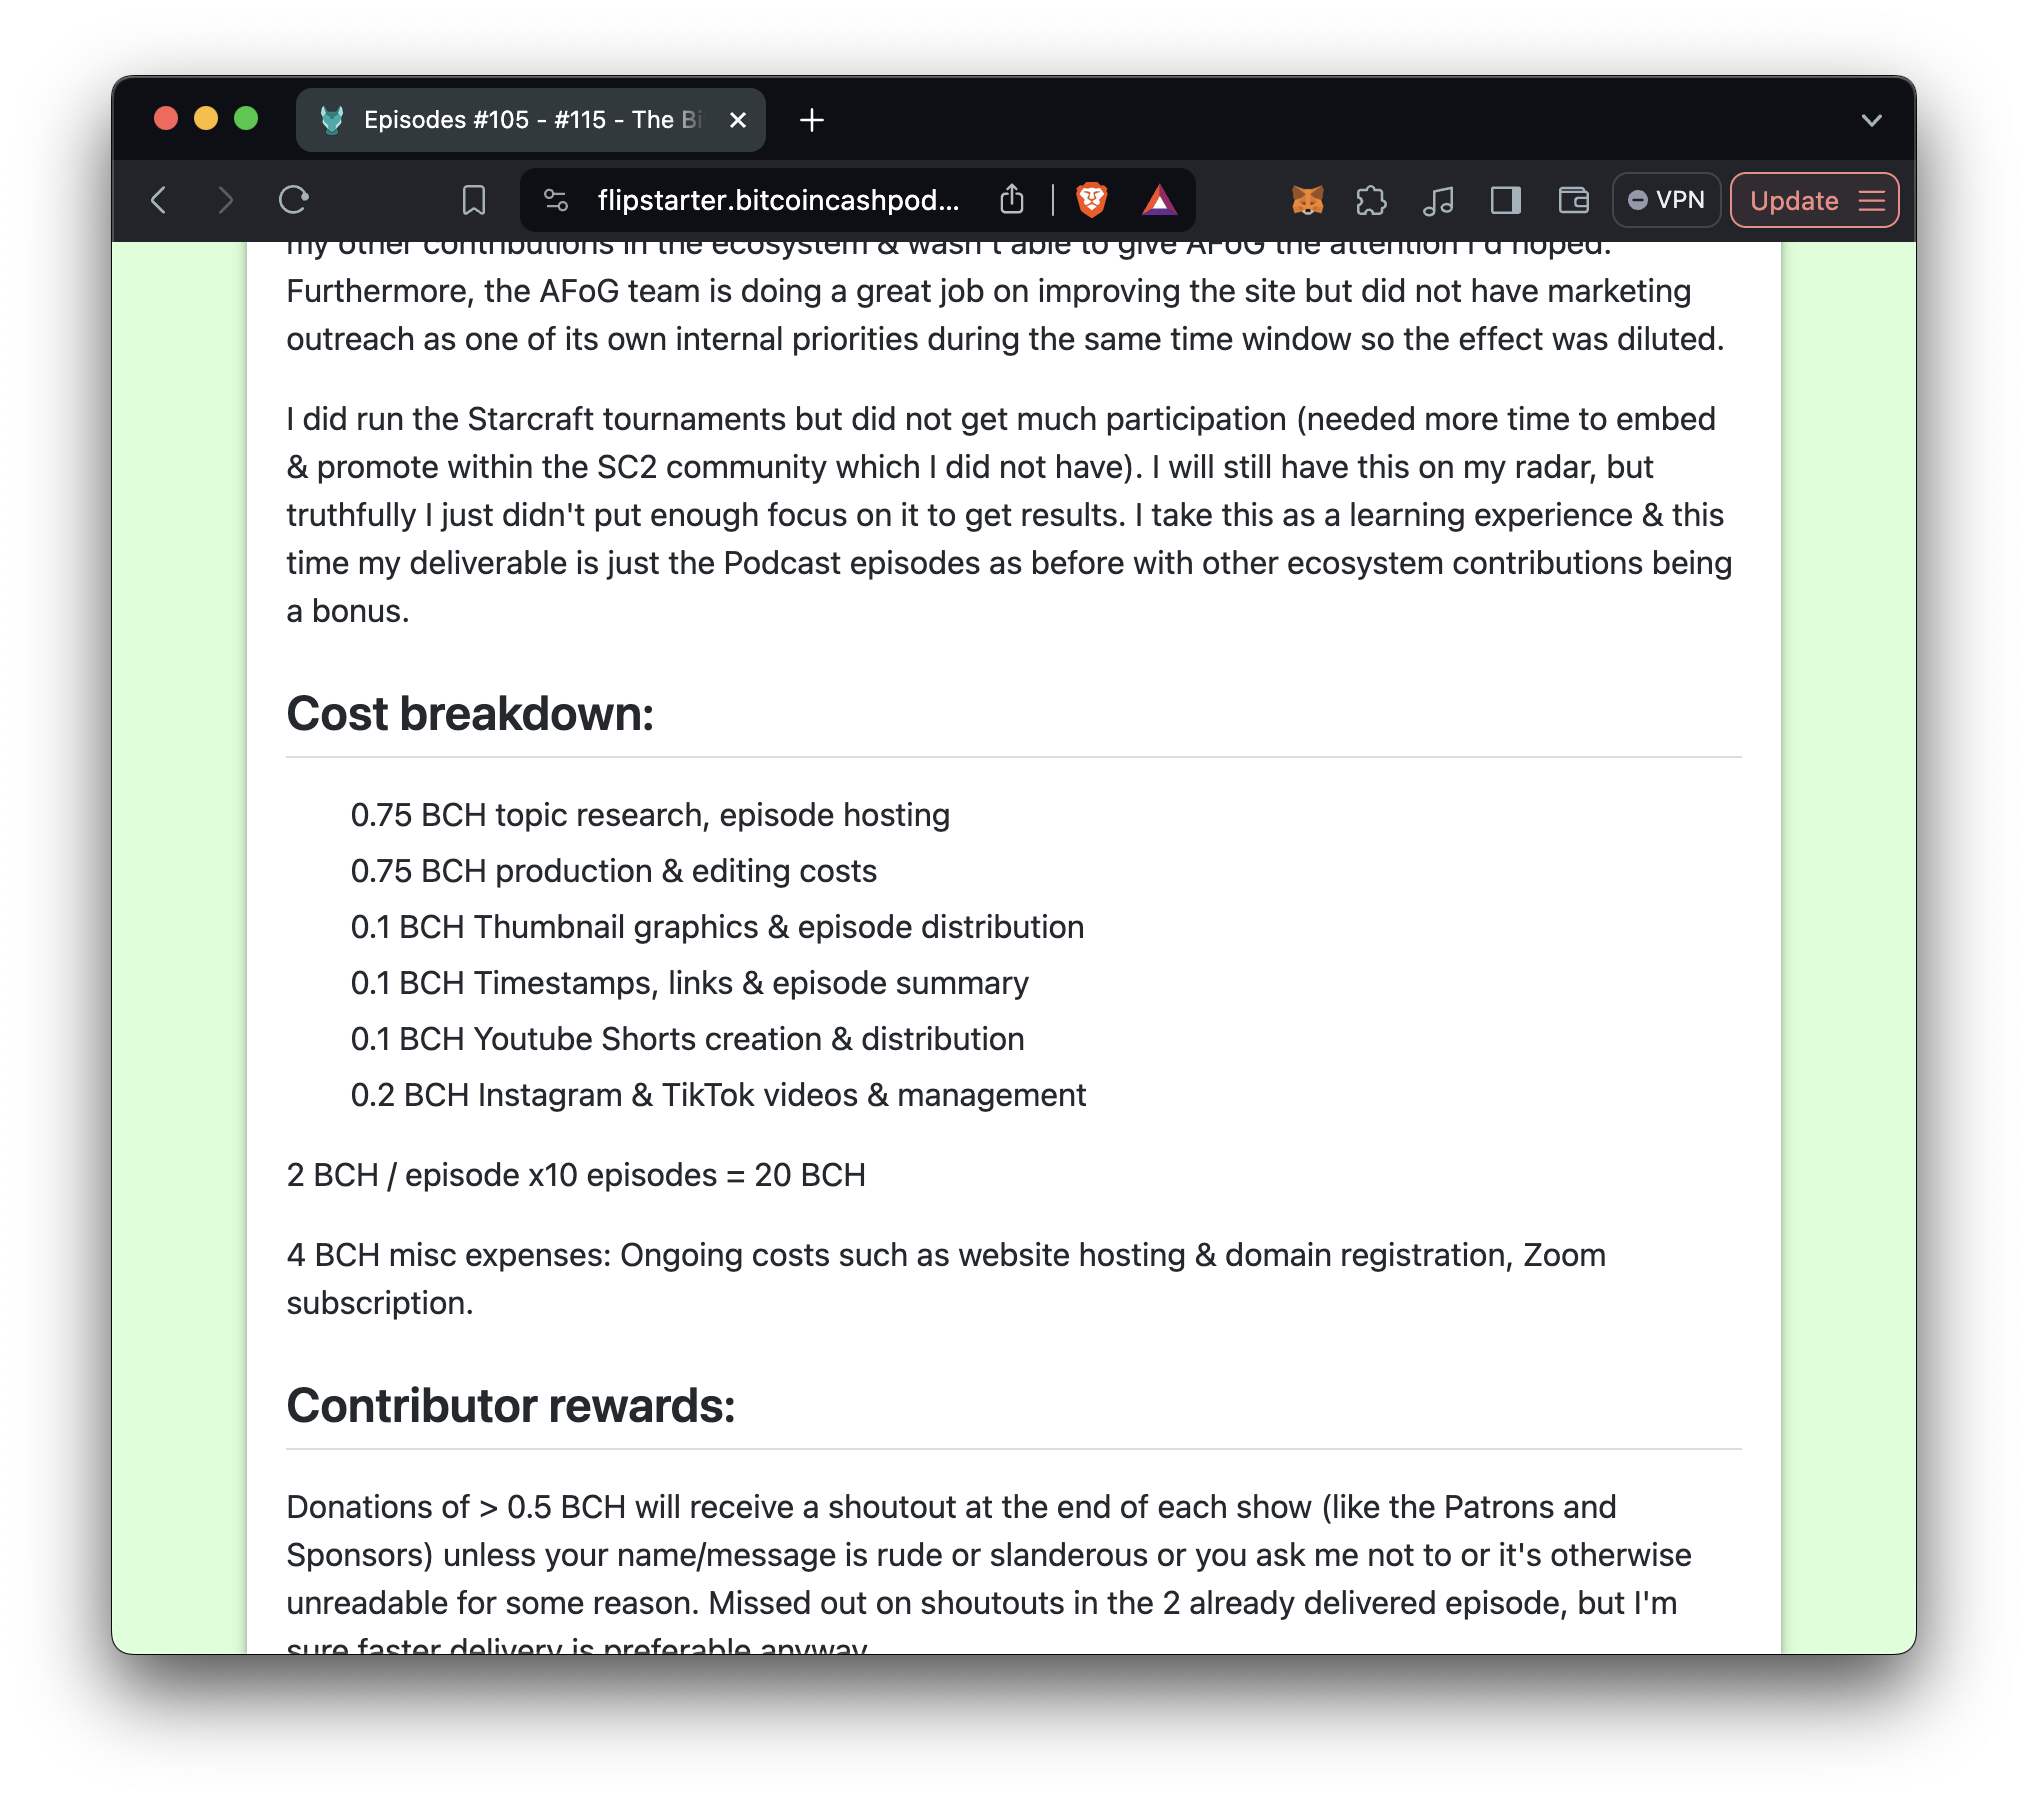 Episodes #105 - #115 - The Bi
flipstarter.bitcoincashpod...
VPN
Update
my other contributions in the ecosystem & wasn't able to give AFoG the attention I'd hoped.
Furthermore, the AFoG team is doing a great job on improving the site but did not have marketing
outreach as one of its own internal priorities during the same time window so the effect was diluted.
I did run the Starcraft tournaments but did not get much participation (needed more time to embed
& promote within the SC2 community which I did not have). I will still have this on my radar, but
truthfully I just didn't put enough focus on it to get results. I take this as a learning experience & this
time my deliverable is just the Podcast episodes as before with other ecosystem contributions being
a bonus.
Cost breakdown:
0.75 BCH topic research, episode hosting
0.75 BCH production & editing costs
0.1 BCH Thumbnail graphics & episode distribution
0.1 BCH Timestamps, links & episode summary
0.1 BCH Youtube Shorts creation & distribution
0.2 BCH Instagram & TikTok videos & management
2 BCH / episode x10 episodes = 20 BCH
4 BCH misc expenses: Ongoing costs such as website hosting & domain registration, Zoom
subscription.
Contributor rewards:
Donations of > 0.5 BCH will receive a shoutout at the end of each show (like the Patrons and
Sponsors) unless your name/message is rude or slanderous or you ask me not to or it's otherwise
unreadable for some reason. Missed out on shoutouts in the 2 already delivered episode, but I'm
sure faster delivery is preferable anyway